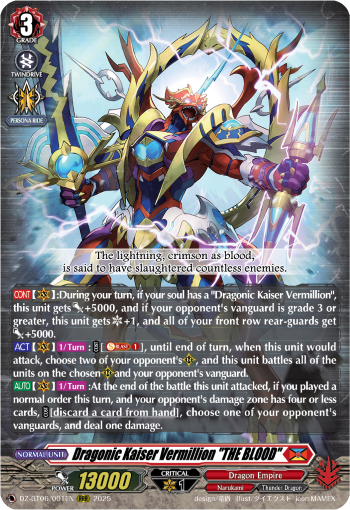 3
GRADE
TWINDRIVE
PERSONA RIDE
The lightning, crimson as blood,
is said to have slaughtered countless enemies.
CONT【】:During your turn, if your soul has a "Dragonic Kaiser Vermillion",
this unit gets +5000, and if your opponent's vanguard is grade 3 or
greater, this unit gets +1, and all of your front row rear-guards get
+5000.
ACT【】【1/Turn】:COST【BLAST 1】, until end of turn, when this unit would
attack, choose two of your opponent's, and this unit battles all of the units
on the chosen and your opponent's vanguard.
AUTO【】【1/Turn】:At the end of the battle this unit attacked, if you played a
normal order this turn, and your opponent's damage zone has four or less
cards, COST【discard a card from hand】, choose one of your opponent's
vanguards, and deal one damage.
NORMAL UNIT
Dragonic Kaiser Vermillion "THE BLOOD"
POWER
13000
CRITICAL
1
Dragon Empire
Narukami
Thunder Dragon
2025